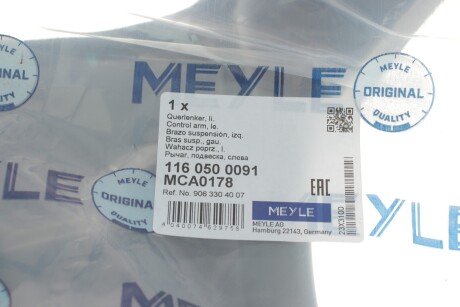 MEYLE
MEYLE
MEYLE
ORIGINAL
MEYLE
ORIGINAL
1 x
Querlenker, li.
Control arm, le.
Brazo suspensión, izq.
Bras susp., gau.
Wahacz poprz., l.
Рычаг, подвеска, слева
116 050 0091
MCA0178
Ref. No. 906 330 40 07
EAC
MEYLE
MEYLE AG
Hamburg 22143, Germany
MEYLE
ORIGINAL
MEYLE